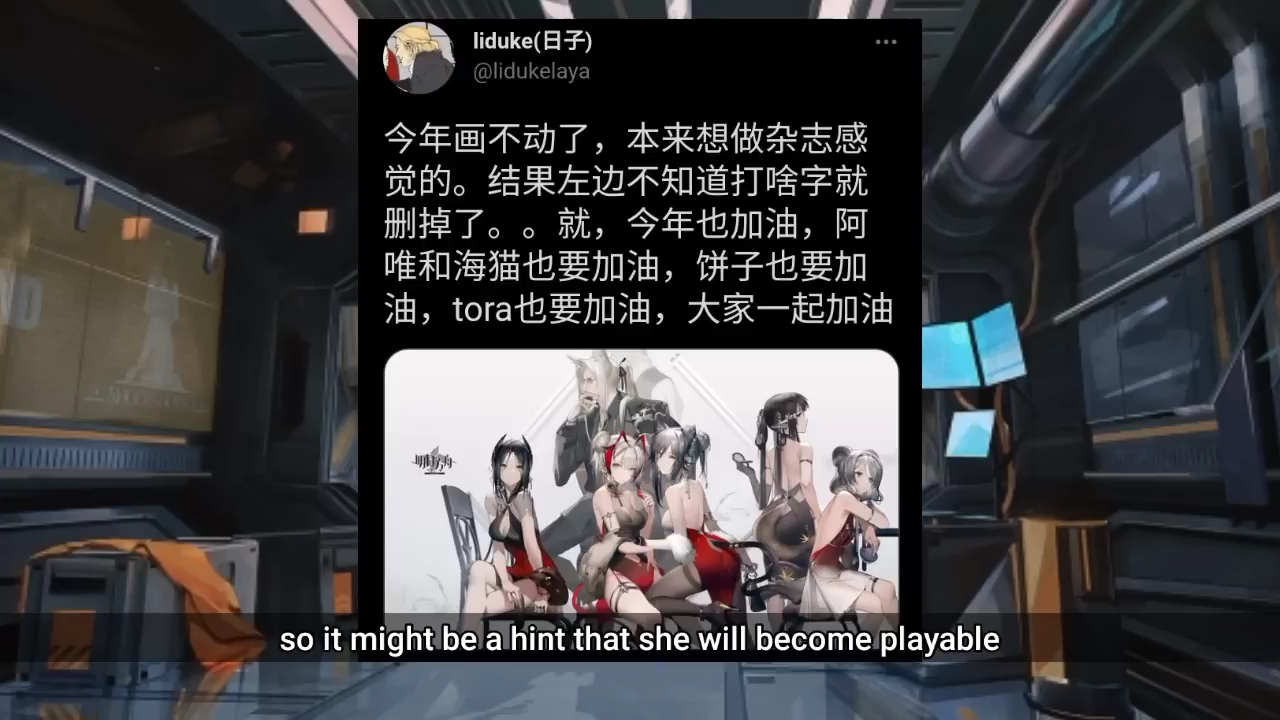 liduke(日子)
@lidukelaya
今年画不动了，本来想做杂志感
觉的。结果左边不知道打啥字就
删掉了。。就，今年也加油，阿
唯和海猫也要加油，饼子也要加
油，tora也要加油，大家一起加油
明日方舟
so it might be a hint that she will become playable